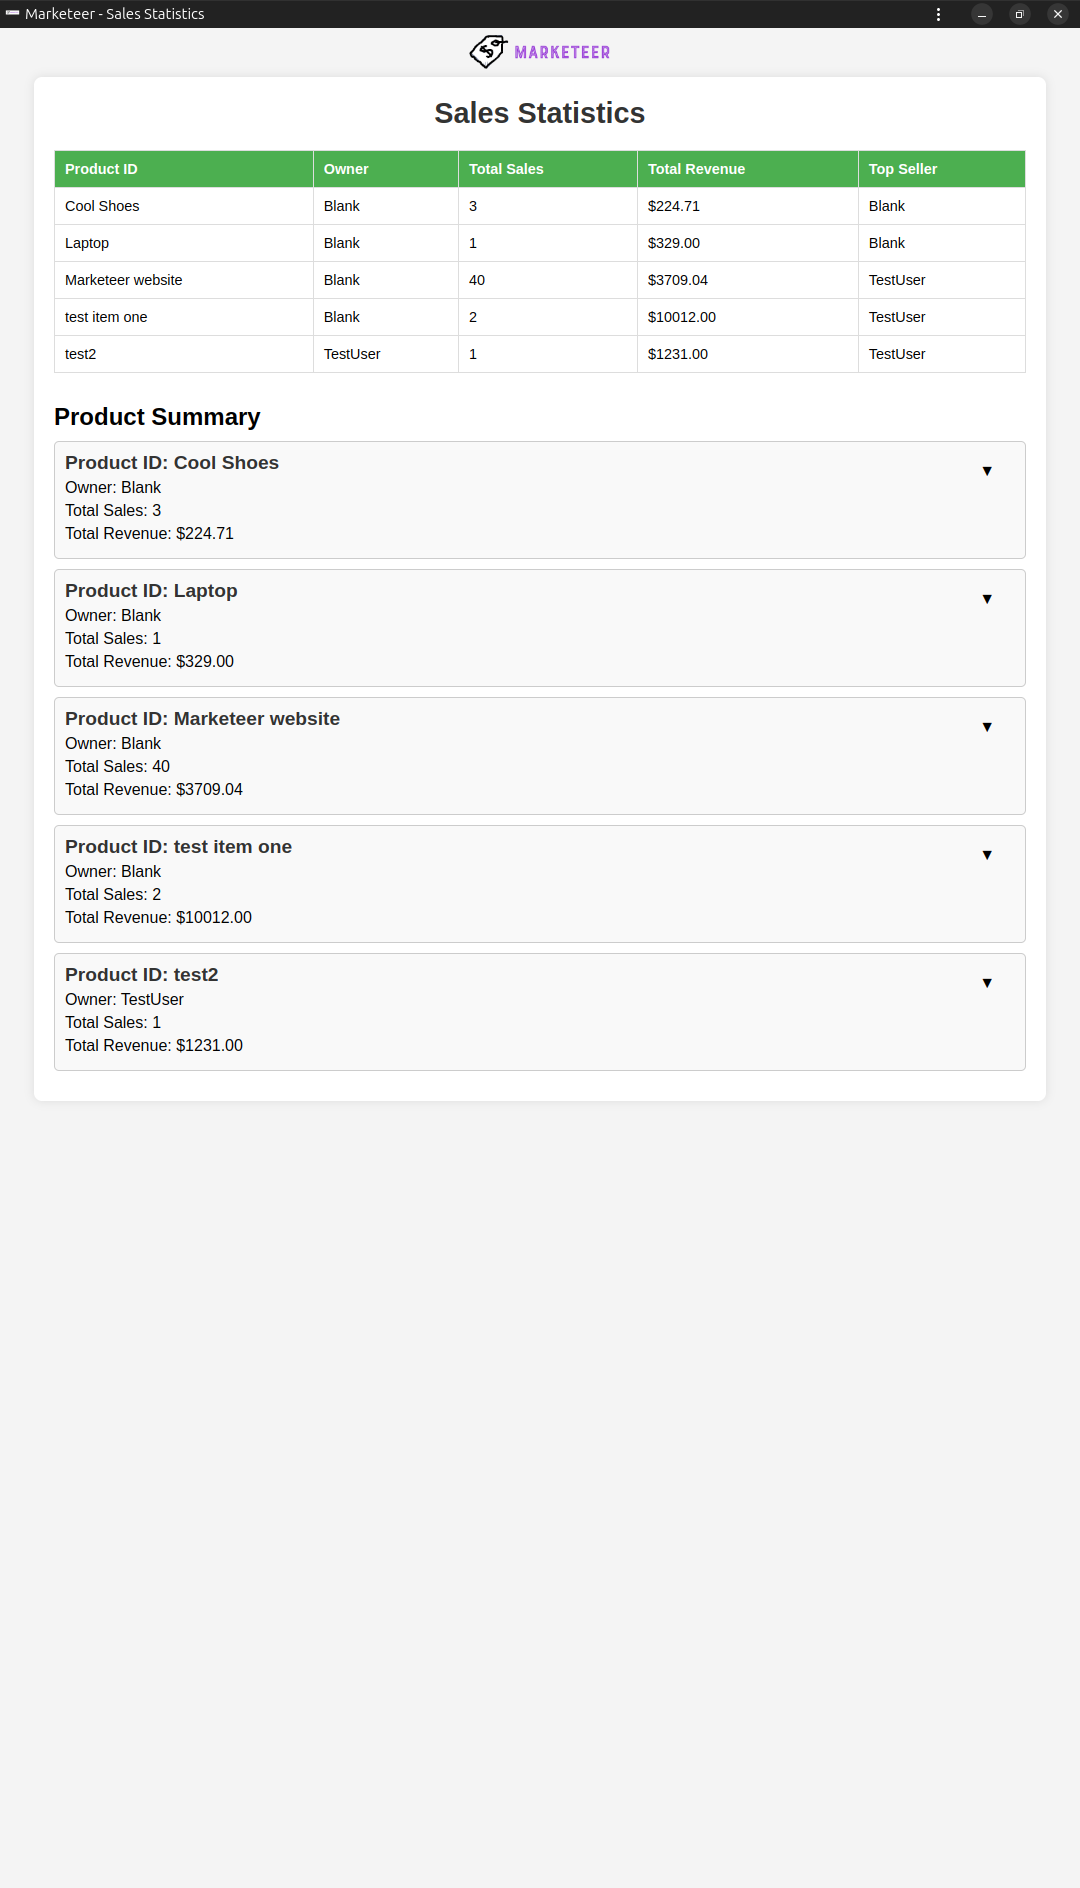 Marketeer - Sales Statistics
MARKETEER
Sales Statistics
Product ID Owner Total Sales Total Revenue Top Seller
Cool Shoes Blank 3 $224.71 Blank
Laptop Blank 1 $329.00 Blank
Marketeer website Blank 40 $3709.04 TestUser
test item one Blank 2 $10012.00 TestUser
test2 TestUser 1 $1231.00 TestUser
Product Summary
Product ID: Cool Shoes
Owner: Blank
Total Sales: 3
Total Revenue: $224.71
Product ID: Laptop
Owner: Blank
Total Sales: 1
Total Revenue: $329.00
Product ID: Marketeer website
Owner: Blank
Total Sales: 40
Total Revenue: $3709.04
Product ID: test item one
Owner: Blank
Total Sales: 2
Total Revenue: $10012.00
Product ID: test2
Owner: TestUser
Total Sales: 1
Total Revenue: $1231.00